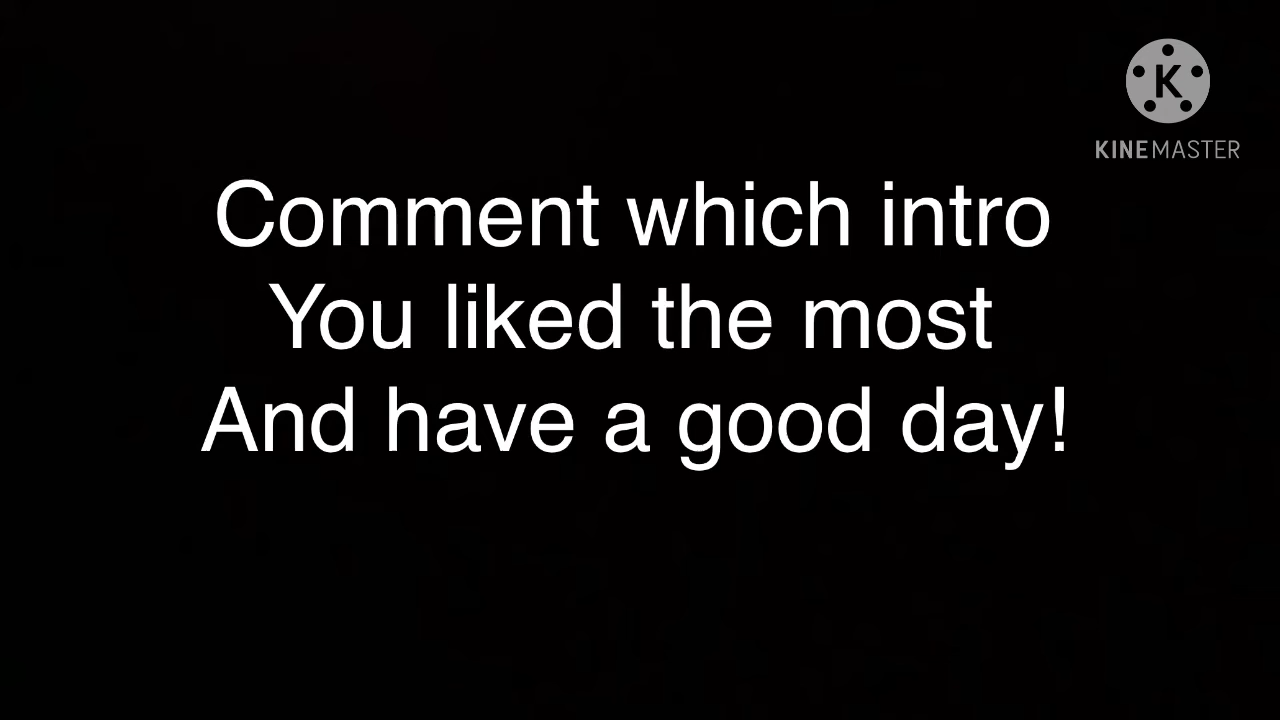 K
KINEMASTER
Comment which intro
You liked the most
And have a good day!